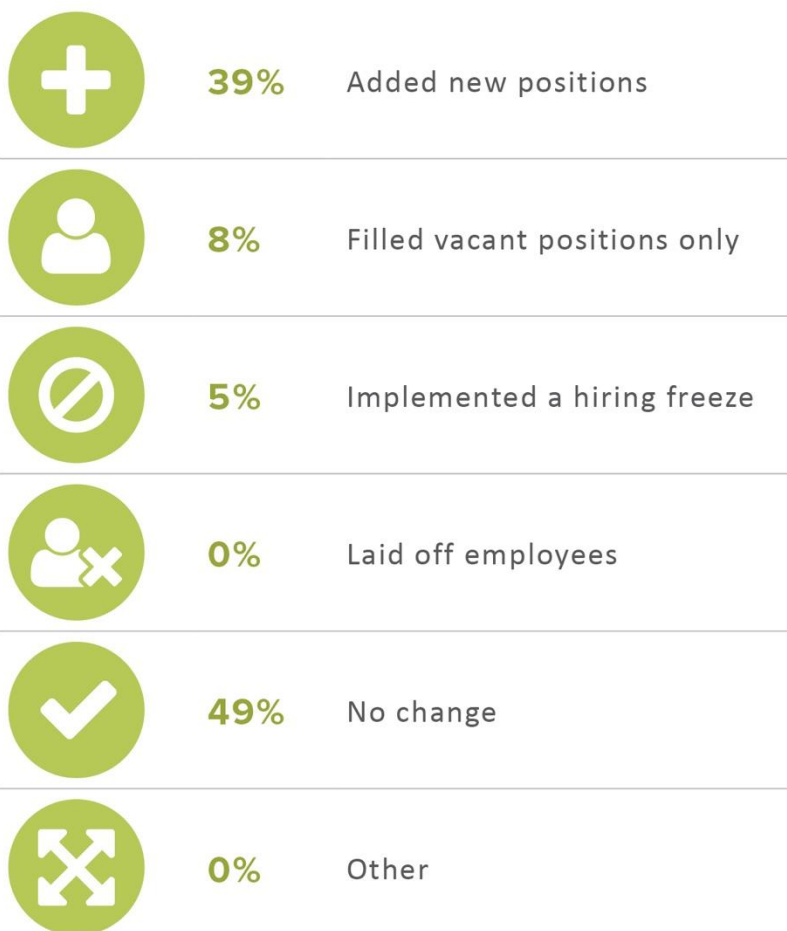 39% Added new positions
8% Filled vacant positions only
5% Implemented a hiring freeze
0% Laid off employees
49% No change
0% Other